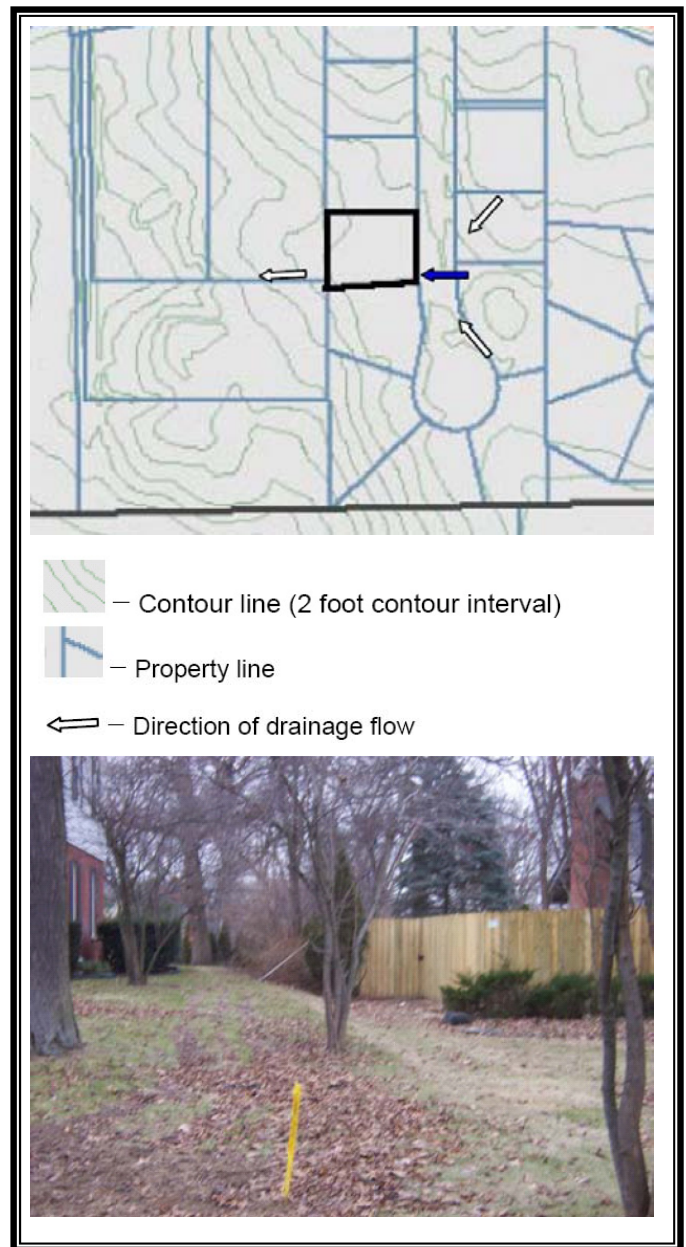 – Contour line (2 foot contour interval)
– Property line
– Direction of drainage flow